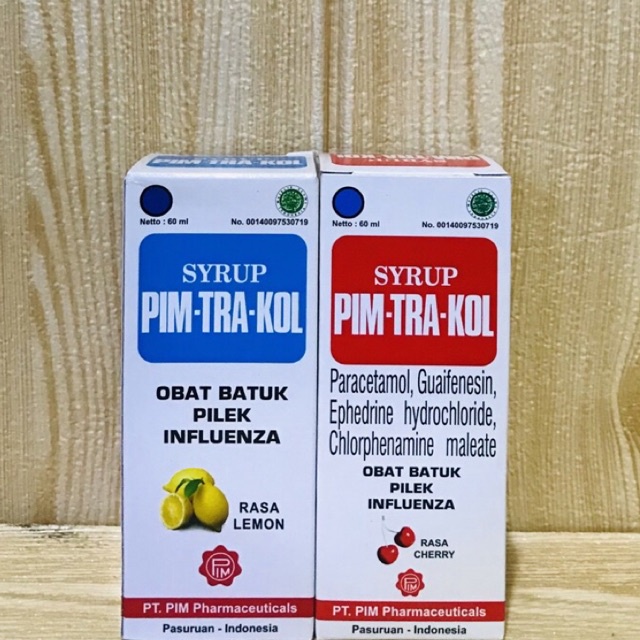 PIM-TRA-KOL
Netto : 60 ml
No. 00140097530719
SYRUP
PIM-TRA-KOL
OBAT BATUK
PILEK
INFLUENZA
RASA
LEMON
PIM
PT. PIM Pharmaceuticals
Pasuruan - Indonesia
Netto : 60 ml
No. 00140097530719
SYRUP
PIM-TRA-KOL
Paracetamol, Guaifenesin,
Ephedrine hydrochloride,
Chlorphenamine maleate
OBAT BATUK
PILEK
INFLUENZA
RASA
CHERRY
PIM
PT. PIM Pharmaceuticals
Pasuruan - Indonesia